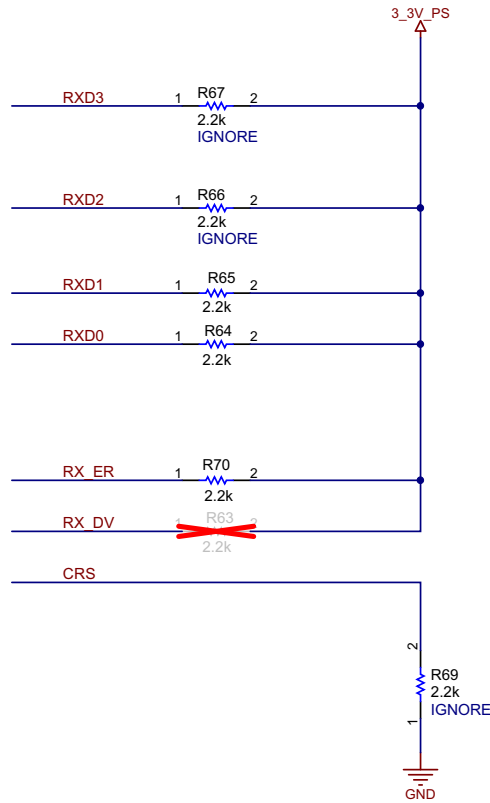 3_3V_PS
RXD3
1
R67
2
2.2k
IGNORE
RXD2
1
R66
2
2.2k
IGNORE
RXD1
1
R65
2
2.2k
RXD0
1
R64
2
2.2k
RX_ER
1
R70
2
2.2k
RX_DV
1
R63
2
2.2k
CRS
2
R69
2.2k
IGNORE
1
GND